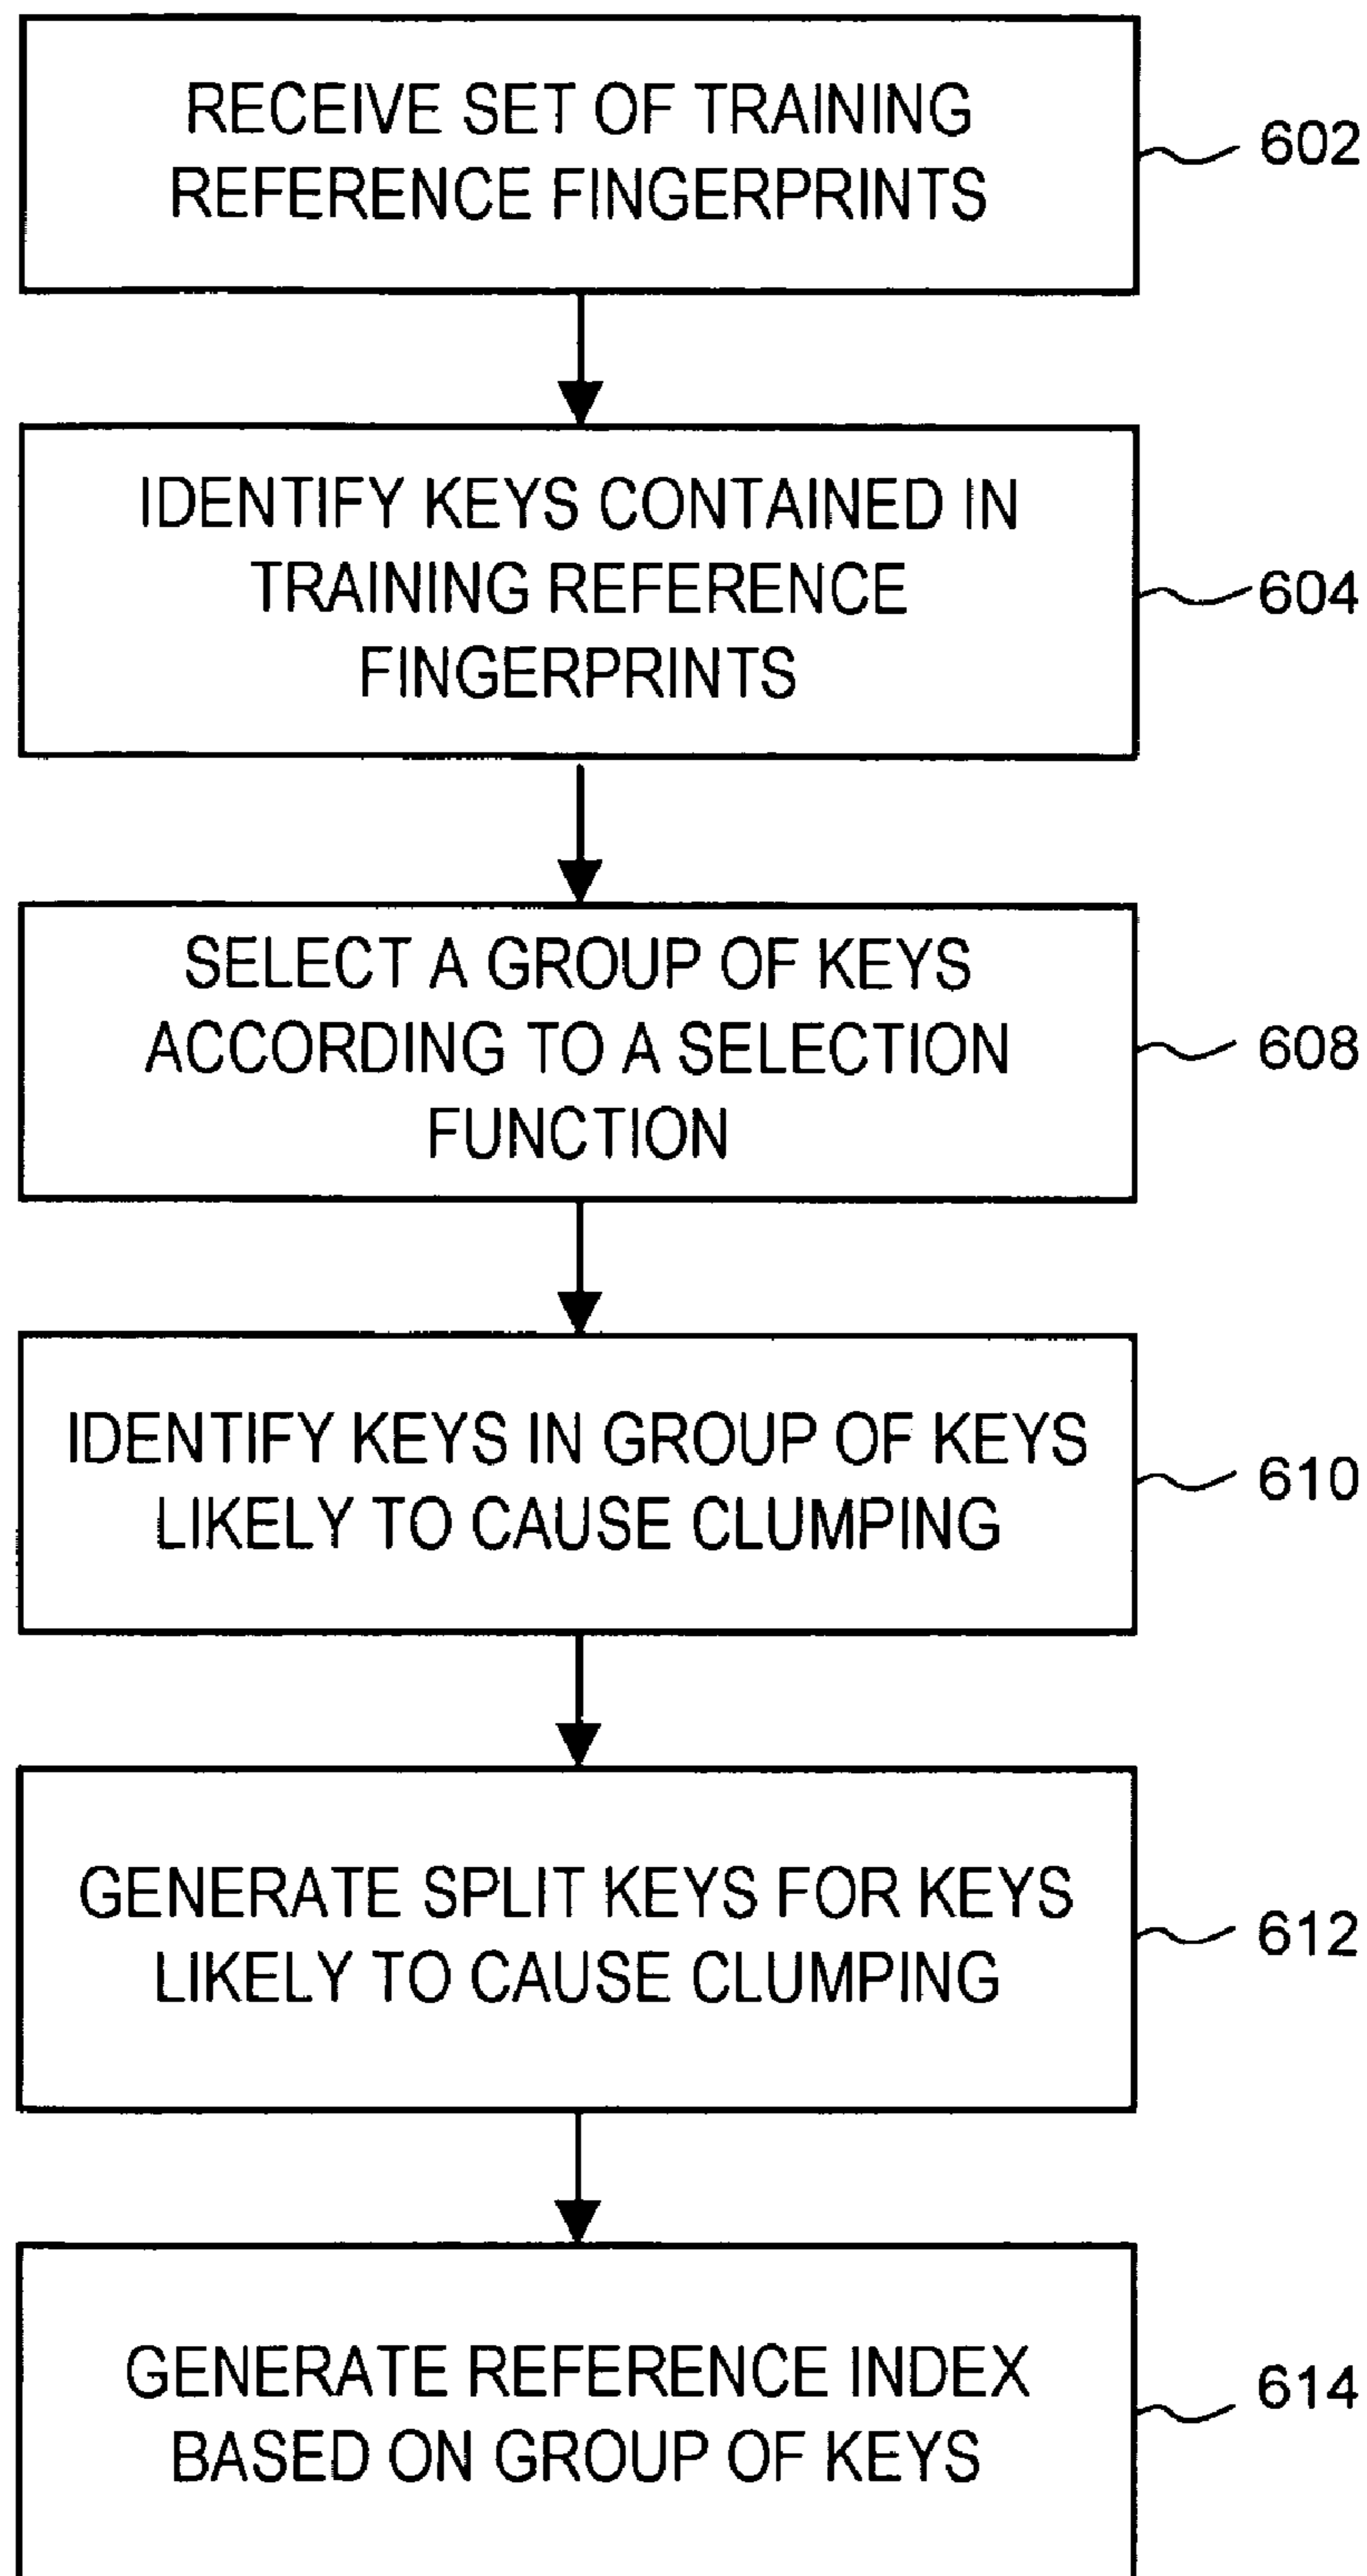 RECEIVE SET OF TRAINING
REFERENCE FINGERPRINTS
602
IDENTIFY KEYS CONTAINED IN
TRAINING REFERENCE
FINGERPRINTS
604
SELECT A GROUP OF KEYS
ACCORDING TO A SELECTION
FUNCTION
608
IDENTIFY KEYS IN GROUP OF KEYS
LIKELY TO CAUSE CLUMPING
610
GENERATE SPLIT KEYS FOR KEYS
LIKELY TO CAUSE CLUMPING
612
GENERATE REFERENCE INDEX
BASED ON GROUP OF KEYS
614